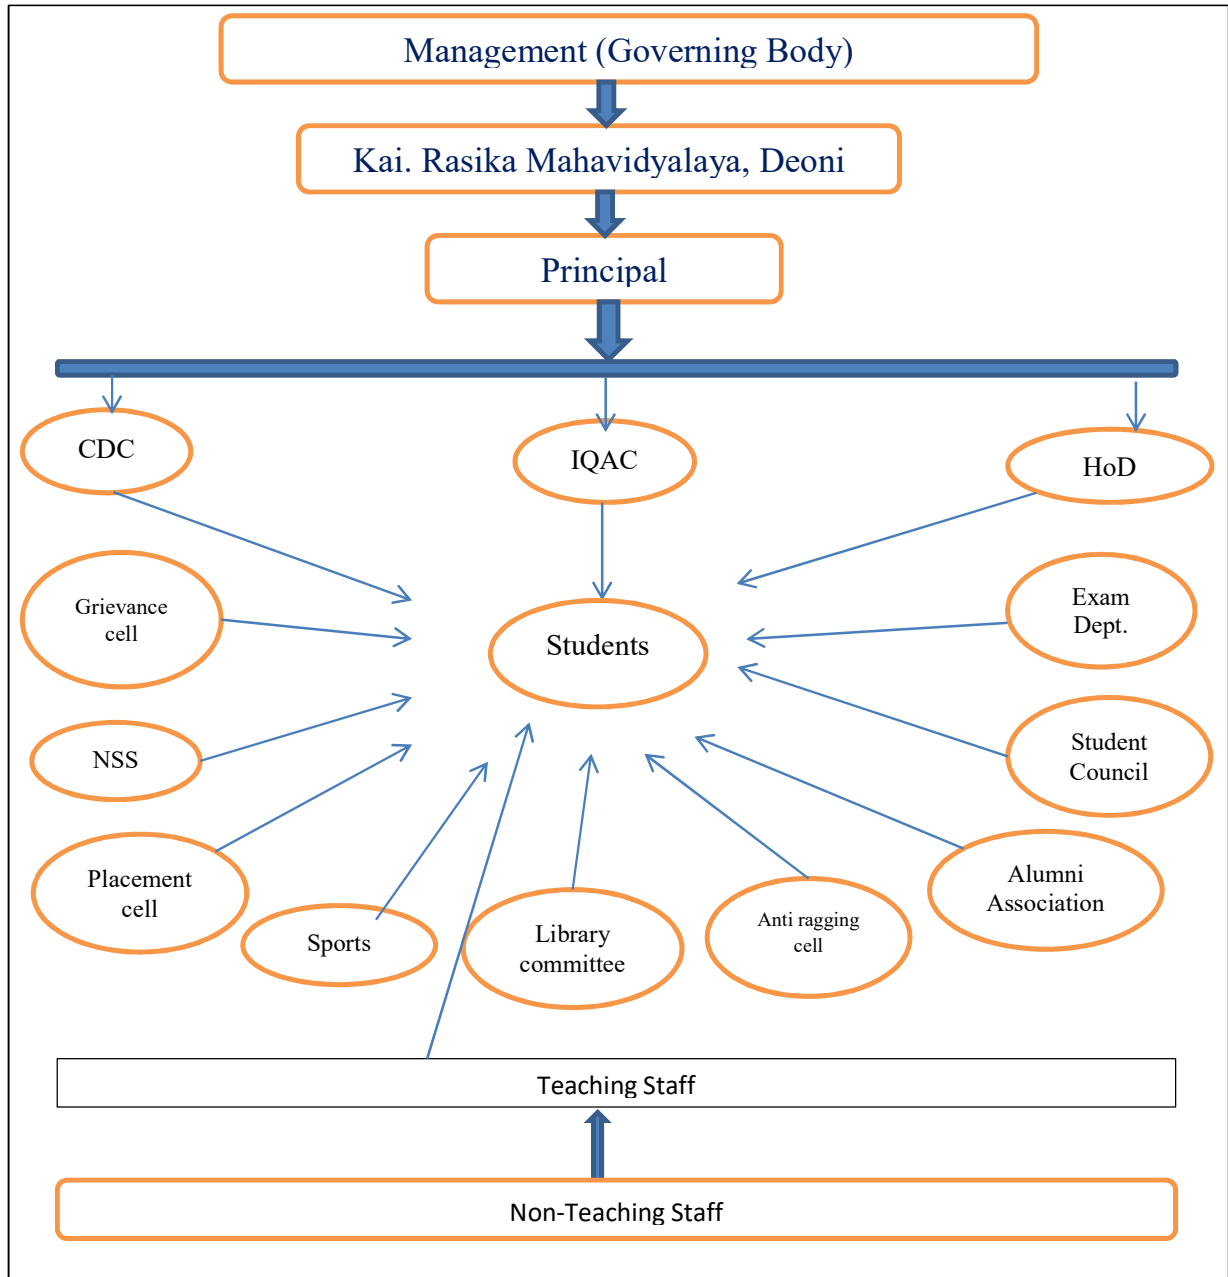 Management (Governing Body)
Kai. Rasika Mahavidyalaya, Deoni
Principal
CDC
IQAC
HoD
Grievance
cell
Students
Exam
Dept.
NSS
Student
Council
Placement
cell
Sports
Library
committee
Anti ragging
cell
Alumni
Association
Teaching Staff
Non-Teaching Staff